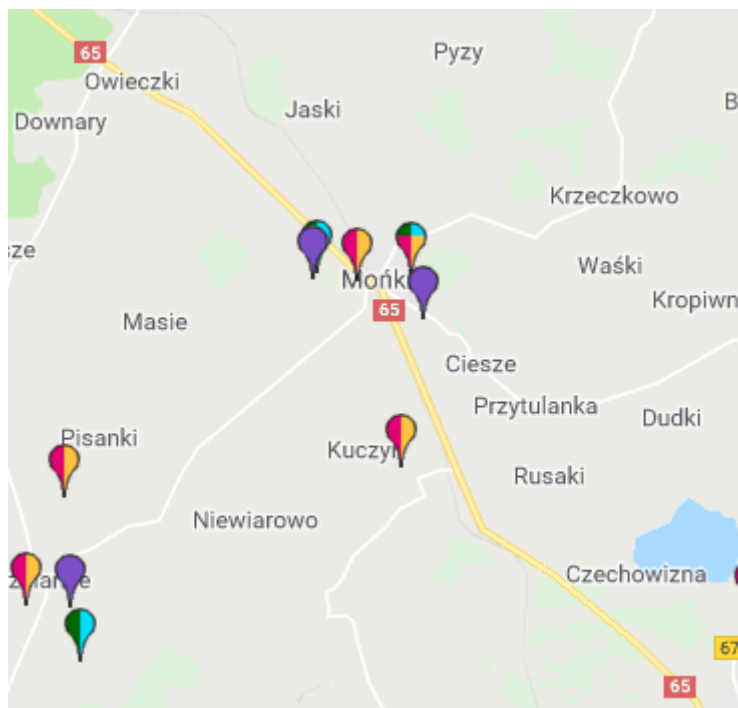 Pyzy
65
Owieczki
Jaski
Downary
Krzeczkowo
Waśki
Mońki
Kropiwn
65
Masie
Ciesze
Przytulanka
Dudki
Pisanki
Rusaki
Niewiarowo
Czechowizna
67
65